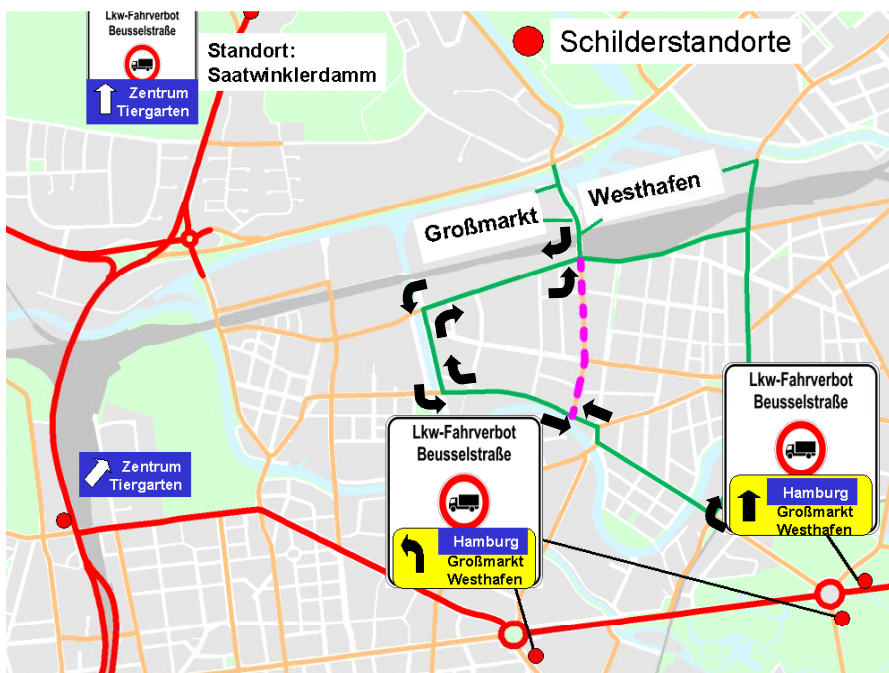 Lkw-Fahrverbot
Beusselstraße
Zentrum
Tiergarten
Standort:
Saatwinklerdamm
Schilderstandorte
Großmarkt
Westhafen
Zentrum
Tiergarten
Lkw-Fahrverbot
Beusselstraße
Hamburg
Großmarkt
Westhafen
Lkw-Fahrverbot
Beusselstraße
Hamburg
Großmarkt
Westhafen